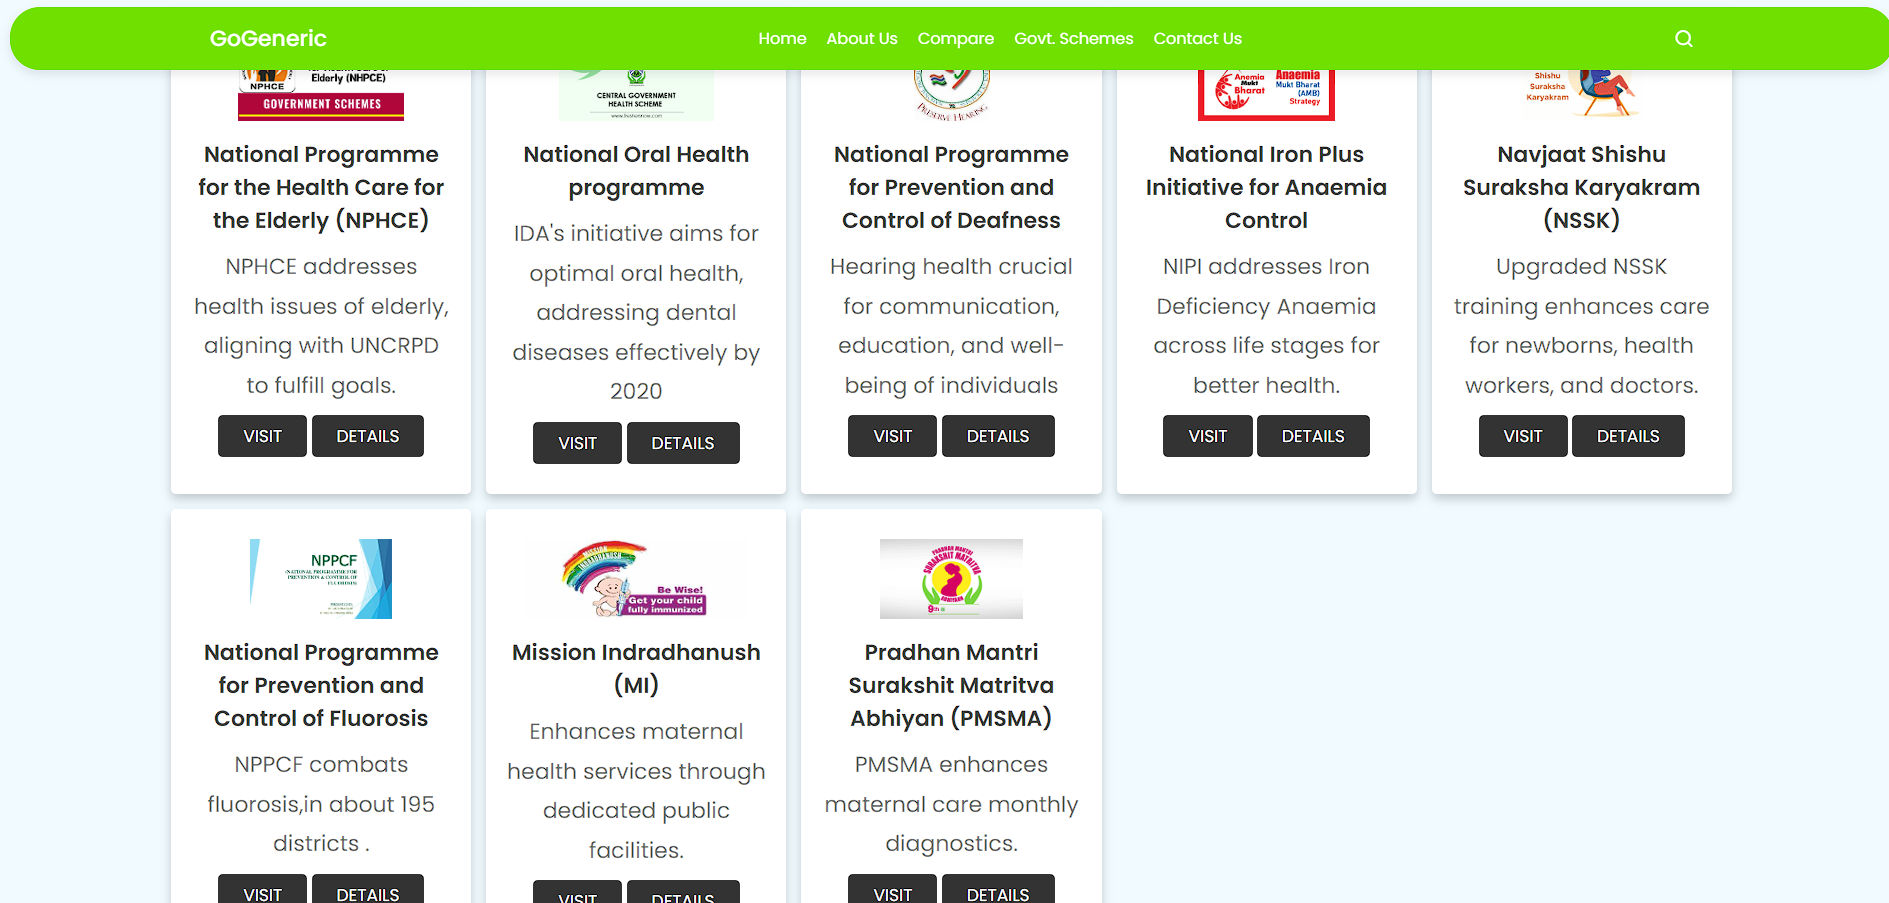 GoGeneric
Home About Us Compare Govt. Schemes Contact Us
Elderly (NHPCE)
NPHCE
GOVERNMENT SCHEMES
CENTRAL GOVERNMENT
HEALTH SCHEME
PRESERVE HEARING
Anemia
Mukt
Bharat
Anaemia
Mukt Bharat
(AMB)
Strategy
Shishu
Suraksha
Karyakram
National Programme
for the Health Care for
the Elderly (NPHCE)
NPHCE addresses
health issues of elderly,
aligning with UNCRPD
to fulfill goals.
VISIT DETAILS
National Oral Health
programme
IDA's initiative aims for
optimal oral health,
addressing dental
diseases effectively by
2020
VISIT DETAILS
National Programme
for Prevention and
Control of Deafness
Hearing health crucial
for communication,
education, and well-
being of individuals
VISIT DETAILS
National Iron Plus
Initiative for Anaemia
Control
NIPI addresses Iron
Deficiency Anaemia
across life stages for
better health.
VISIT DETAILS
Navjaat Shishu
Suraksha Karyakram
(NSSK)
Upgraded NSSK
training enhances care
for newborns, health
workers, and doctors.
VISIT DETAILS
NPPCF
(NATIONAL PROGRAMME FOR
PREVENTION & CONTROL OF
FLUOROSIS)
National Programme
for Prevention and
Control of Fluorosis
NPPCF combats
fluorosis,in about 195
districts .
VISIT DETAILS
MISSION
INDRADHANUSH
Be Wise!
Get your child
fully immunized
Mission Indradhanush
(MI)
Enhances maternal
health services through
dedicated public
facilities.
VISIT DETAILS
PRADHAN MANTRI
SURAKSHIT MATRITVA
ABHIYAN
9th
Pradhan Mantri
Surakshit Matritva
Abhiyan (PMSMA)
PMSMA enhances
maternal care monthly
diagnostics.
VISIT DETAILS